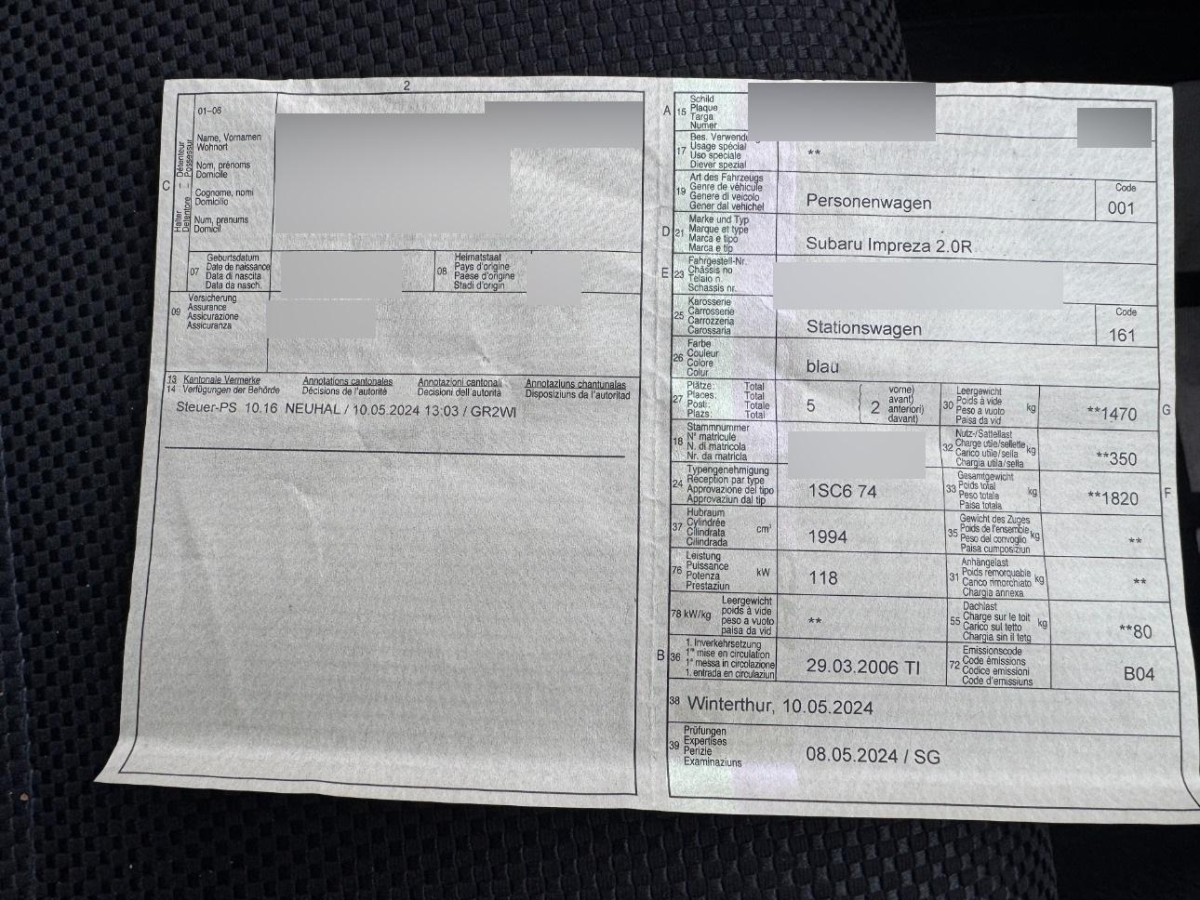 2
C
Halter Détenteur
Detentore Possessur
01-06
Name, Vornamen
Wohnort
Nom, prénoms
Domicile
Cognome, nomi
Domicilio
Num, prenums
Domicil
07
Geburtsdatum
Date de naissance
Data di nascita
Data da nasch.
08
Heimatstaat
Pays d'origine
Paese d'origine
Stadi d'origin
09
Versicherung
Assurance
Assicurazione
Assicuranza
13 Kantonale Vermerke Annotations cantonales Annotazioni cantonali Annotaziuns chantunalas
14 Verfügungen der Behörde Décisions de l'autorité Decisioni dell'autorità Disposiziuns da l'autoritad
Steuer-PS 10.16 NEUHAL / 10.05.2024 13:03 / GR2WI
A 15
Schild
Plaque
Targa
Numer
17
Bes. Verwendu
Usage spécial
Uso speciale
Diever spezial
**
19
Art des Fahrzeugs
Genre de véhicule
Genere di veicolo
Gener dal vehichel
Personenwagen
Code
001
D 21
Marke und Typ
Marque et type
Marca e tipo
Marca e tip
Subaru Impreza 2.0R
E 23
Fahrgestell-Nr.
Châssis no
Telaio n.
Schassis nr.
25
Karosserie
Carrosserie
Carrozzeria
Carossaria
Stationswagen
Code
161
26
Farbe
Couleur
Colore
Colur
blau
27
Plätze: Total
Places: Total
Posti: Totale
Plazs: Total
5
2
vorne)
avant)
anteriori)
davant)
30
Leergewicht
Poids à vide
Peso a vuoto
Paisa da vid
kg
**1470
G
18
Stammnummer
N° matricule
N. di matricola
Nr. da matricla
32
Nutz-/Sattellast
Charge utile/sellette
Carico utile/sella
Chargia utila/sella
kg
**350
24
Typengenehmigung
Réception par type
Approvazione del tipo
Approvaziun dal tip
1SC6 74
33
Gesamtgewicht
Poids total
Peso totale
Paisa totala
kg
**1820
F
37
Hubraum
Cylindrée
Cilindrata
Cilindrada
cm³
1994
35
Gewicht des Zuges
Poids de l'ensemble
Peso del convoglio
Paisa cumposiziun
kg
**
76
Leistung
Puissance
Potenza
Prestaziun
kW
118
31
Anhängelast
Poids remorquable
Carico rimorchiato
Chargia annexa
kg
**
78 kW/kg
Leergewicht
poids à vide
peso a vuoto
paisa da vid
**
55
Dachlast
Charge sur le toit
Carico sul tetto
Chargia sin il tetg
kg
**80
B 36
1. Inverkehrsetzung
1re mise en circulation
1a messa in circolazione
1. entrada en circulaziun
29.03.2006 TI
72
Emissionscode
Code émissions
Codice emissioni
Code d'emissiuns
B04
38 Winterthur, 10.05.2024
39
Prüfungen
Expertises
Perizie
Examinaziuns
08.05.2024 / SG